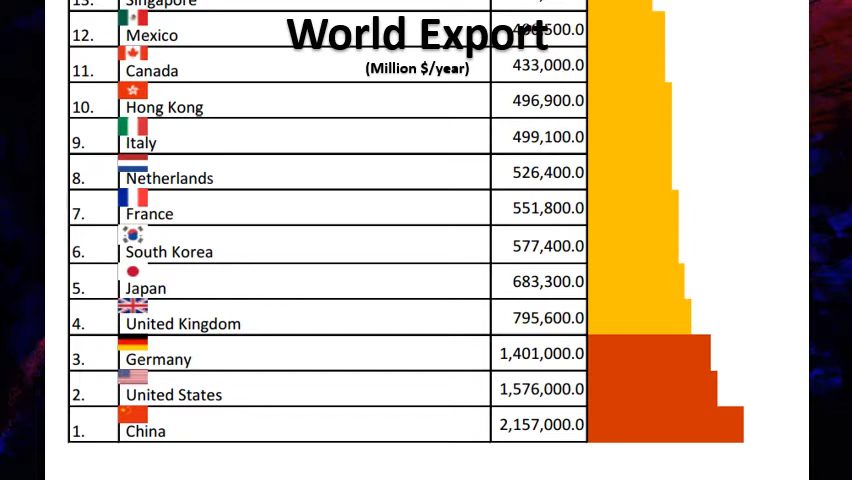 13. Singapore
World Export
12. Mexico
(Million $/year)
11. Canada 433,000.0
10. Hong Kong 496,900.0
9. Italy 499,100.0
8. Netherlands 526,400.0
7. France 551,800.0
6. South Korea 577,400.0
5. Japan 683,300.0
4. United Kingdom 795,600.0
3. Germany 1,401,000.0
2. United States 1,576,000.0
1. China 2,157,000.0